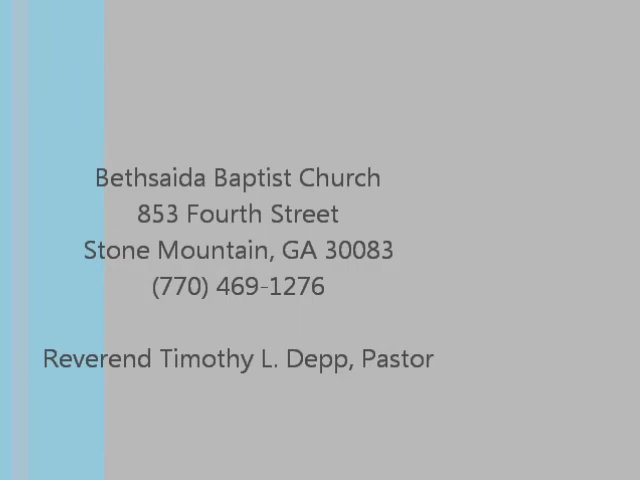 Bethsaida Baptist Church
853 Fourth Street
Stone Mountain, GA 30083
(770) 469-1276
Reverend Timothy L. Depp, Pastor